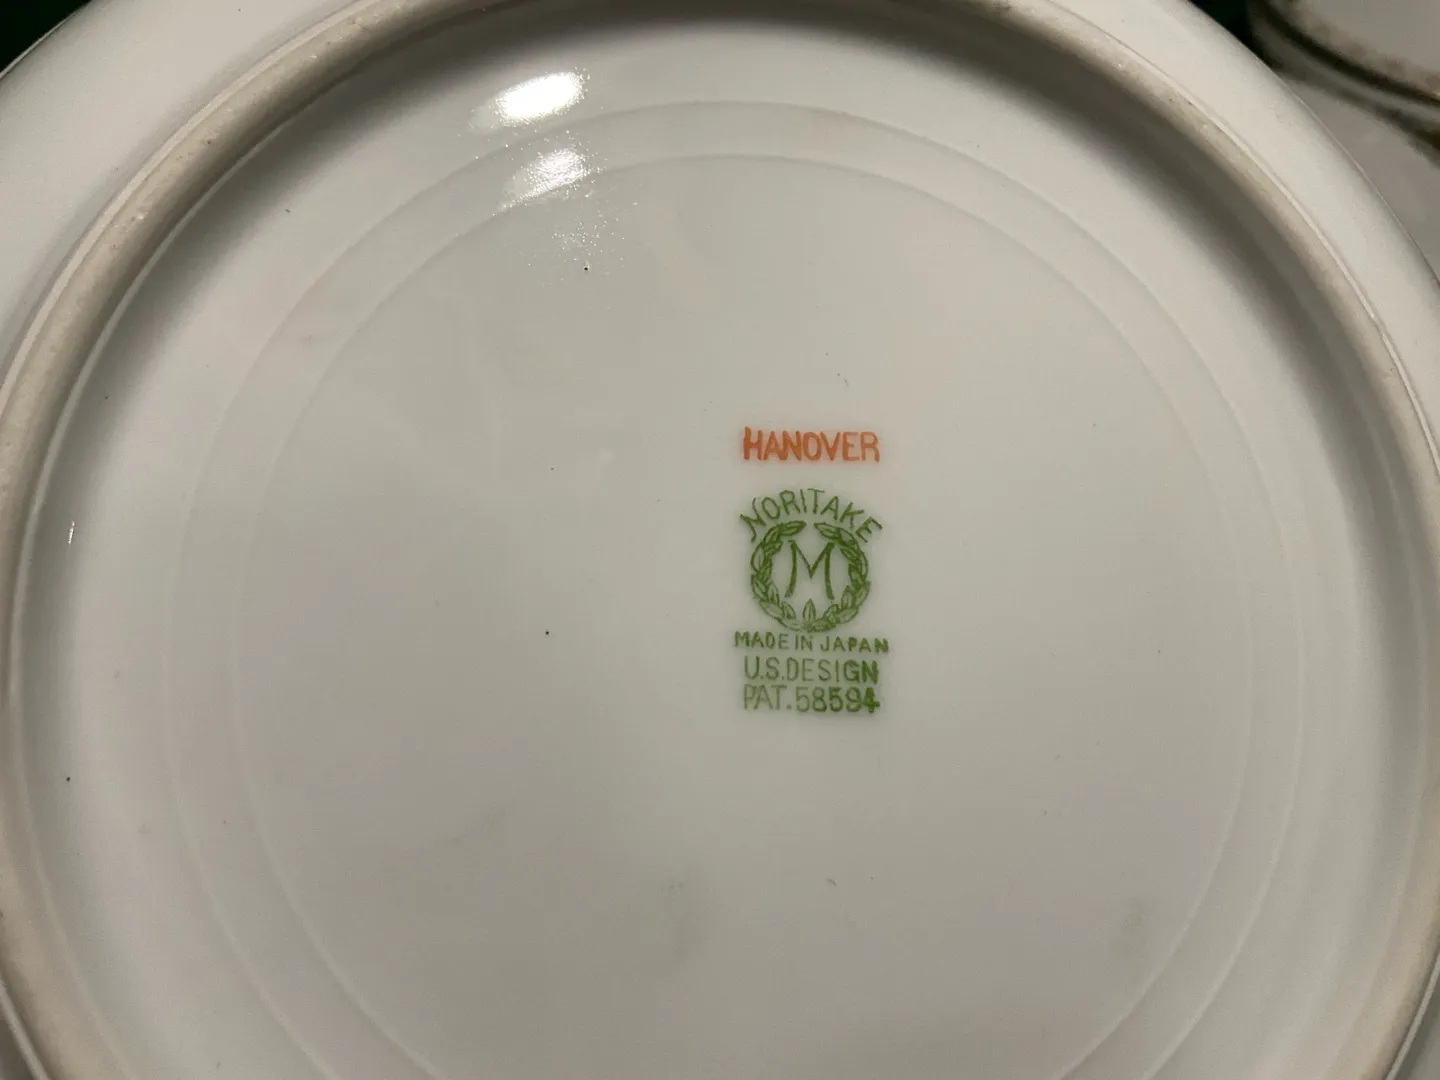 HANOVER
NORITAKE
M
MADE IN JAPAN
U.S.DESIGN
PAT.58594